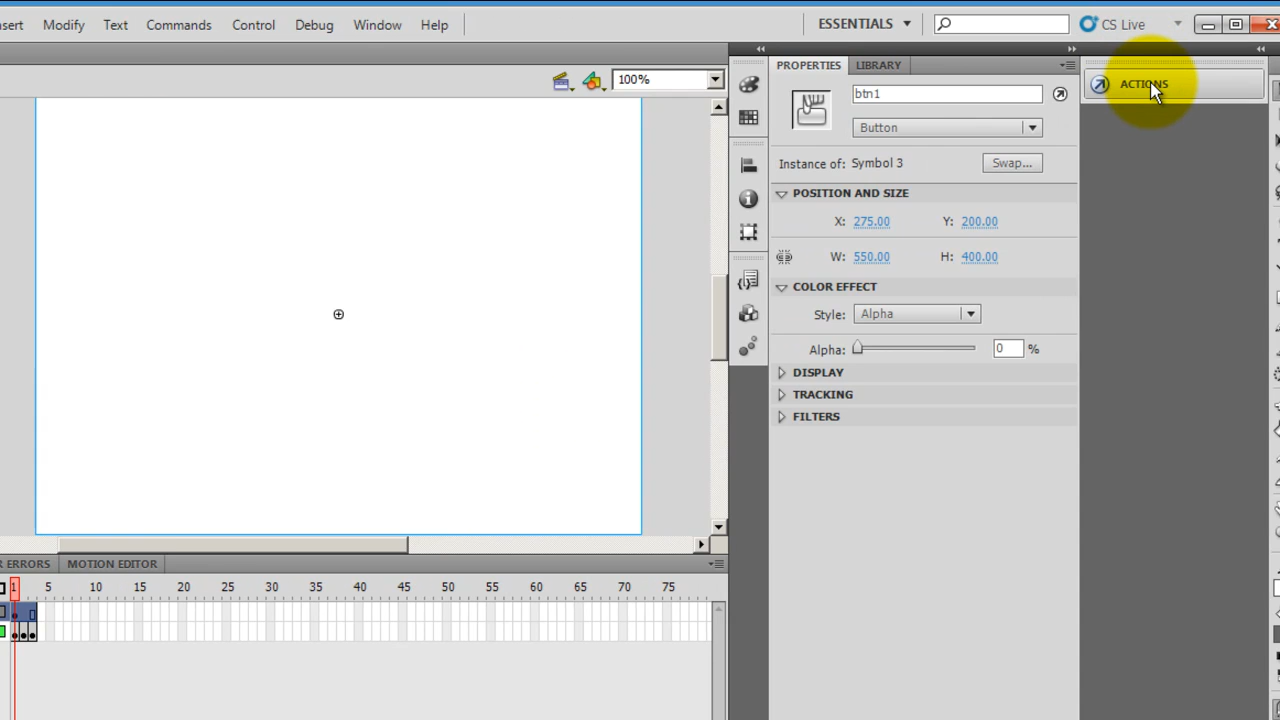 nsert Modify Text Commands Control Debug Window Help ESSENTIALS CS Live
100%
PROPERTIES LIBRARY
ACTIONS
btn1
Button
Instance of: Symbol 3 Swap...
POSITION AND SIZE
X: 275.00 Y: 200.00
W: 550.00 H: 400.00
COLOR EFFECT
Style: Alpha
Alpha: 0 %
DISPLAY
TRACKING
FILTERS
R ERRORS MOTION EDITOR
1 5 10 15 20 25 30 35 40 45 50 55 60 65 70 75